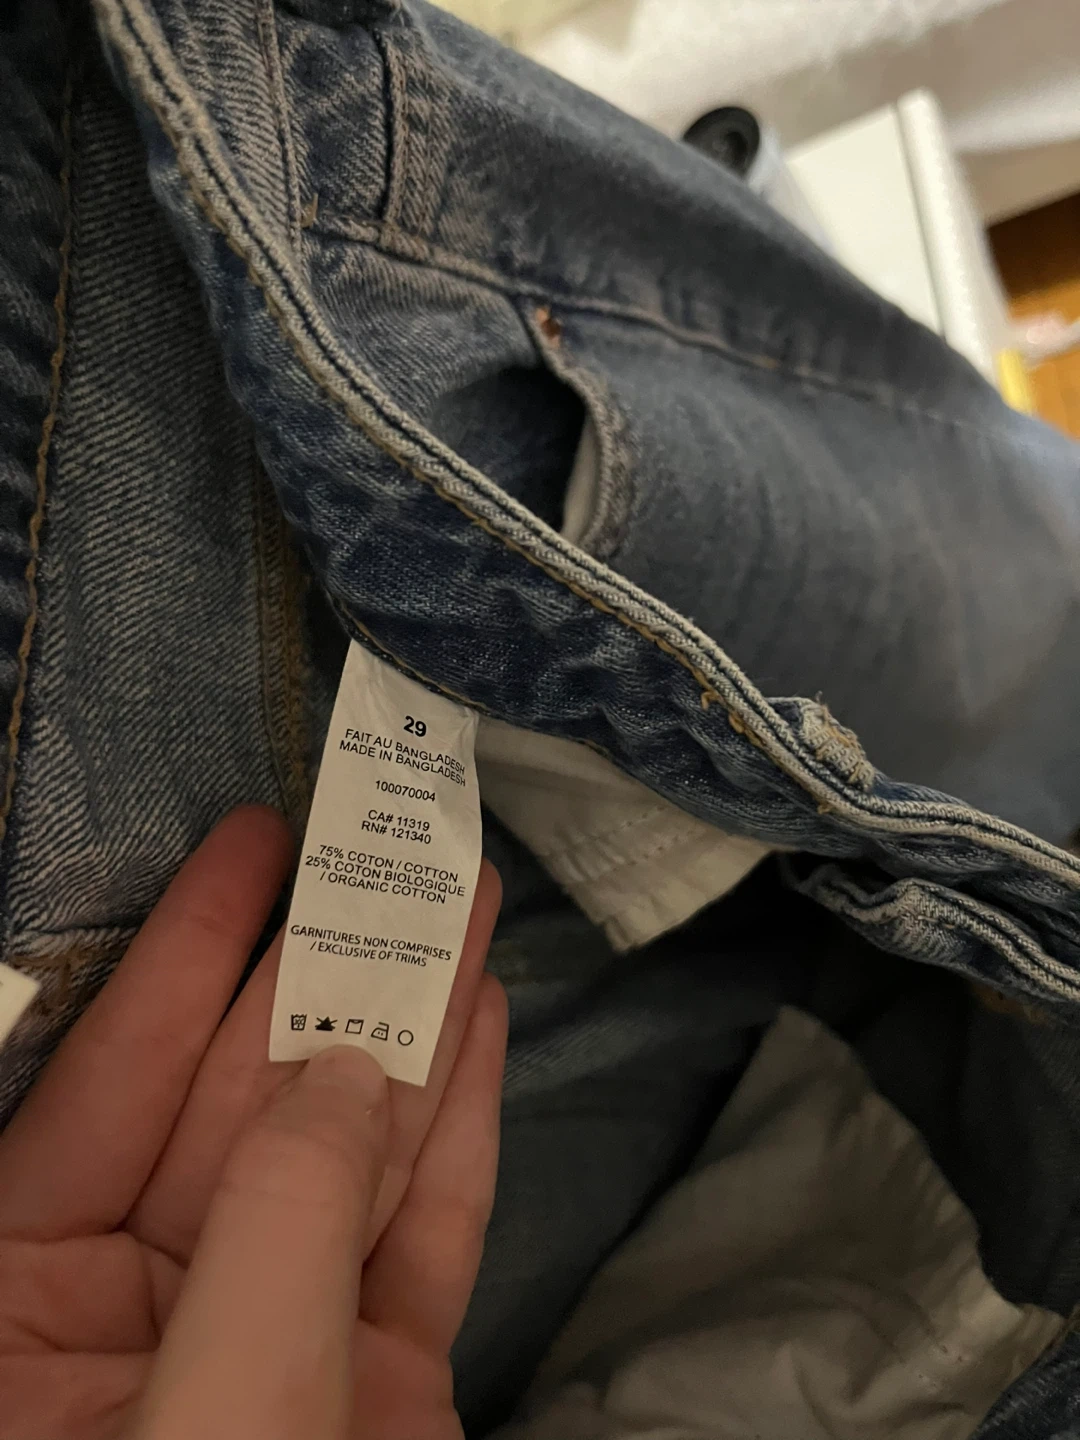 29
FAIT AU BANGLADESH
MADE IN BANGLADESH
100070004
CA# 11319
RN# 121340
75% COTON / COTTON
25% COTON BIOLOGIQUE
/ ORGANIC COTTON
GARNITURES NON COMPRISES
/ EXCLUSIVE OF TRIMS